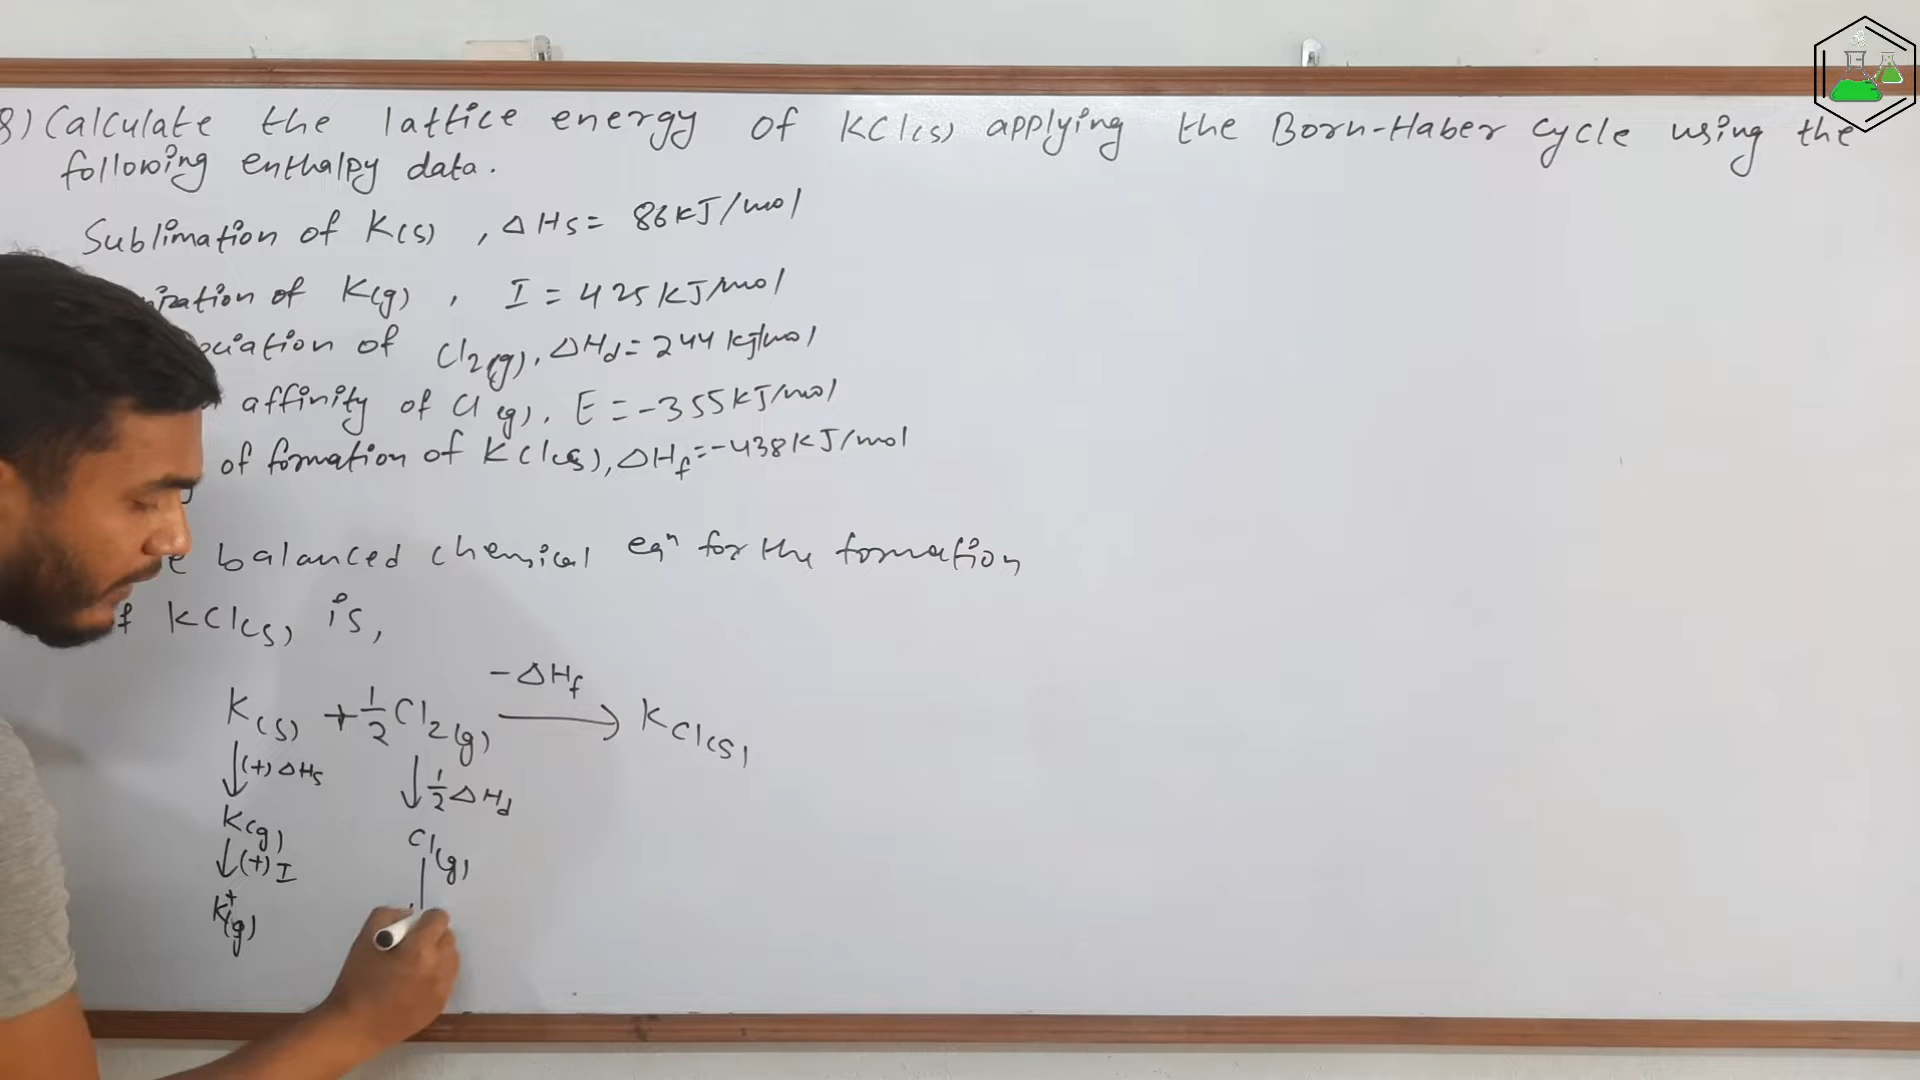 8) Calculate the lattice energy of KCl(s) applying the Born-Haber cycle using the
following enthalpy data.
Sublimation of K(s), ΔHs = 86 kJ/mol
of K(g), I = 425 kJ/mol
of Cl2(g), ΔHd = 244 kJ/mol
affinity of Cl(g), E = -355 kJ/mol
of formation of KCl(s), ΔHf = -438 kJ/mol
balanced chemical eqn for the formation
KCl(s) is,
-ΔHf
K(s) + 1/2 Cl2(g) → KCl(s)
↓(+) ΔHs ↓ 1/2 ΔHd
K(g) Cl(g)
↓(+) I
K+(g)